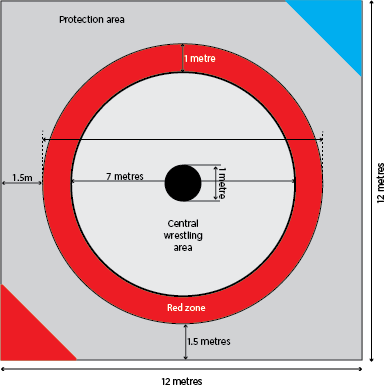 Protection area
1 metre
1.5m
7 metres
1 metre
Central
wrestling
area
12 metres
Red zone
1.5 metres
12 metres